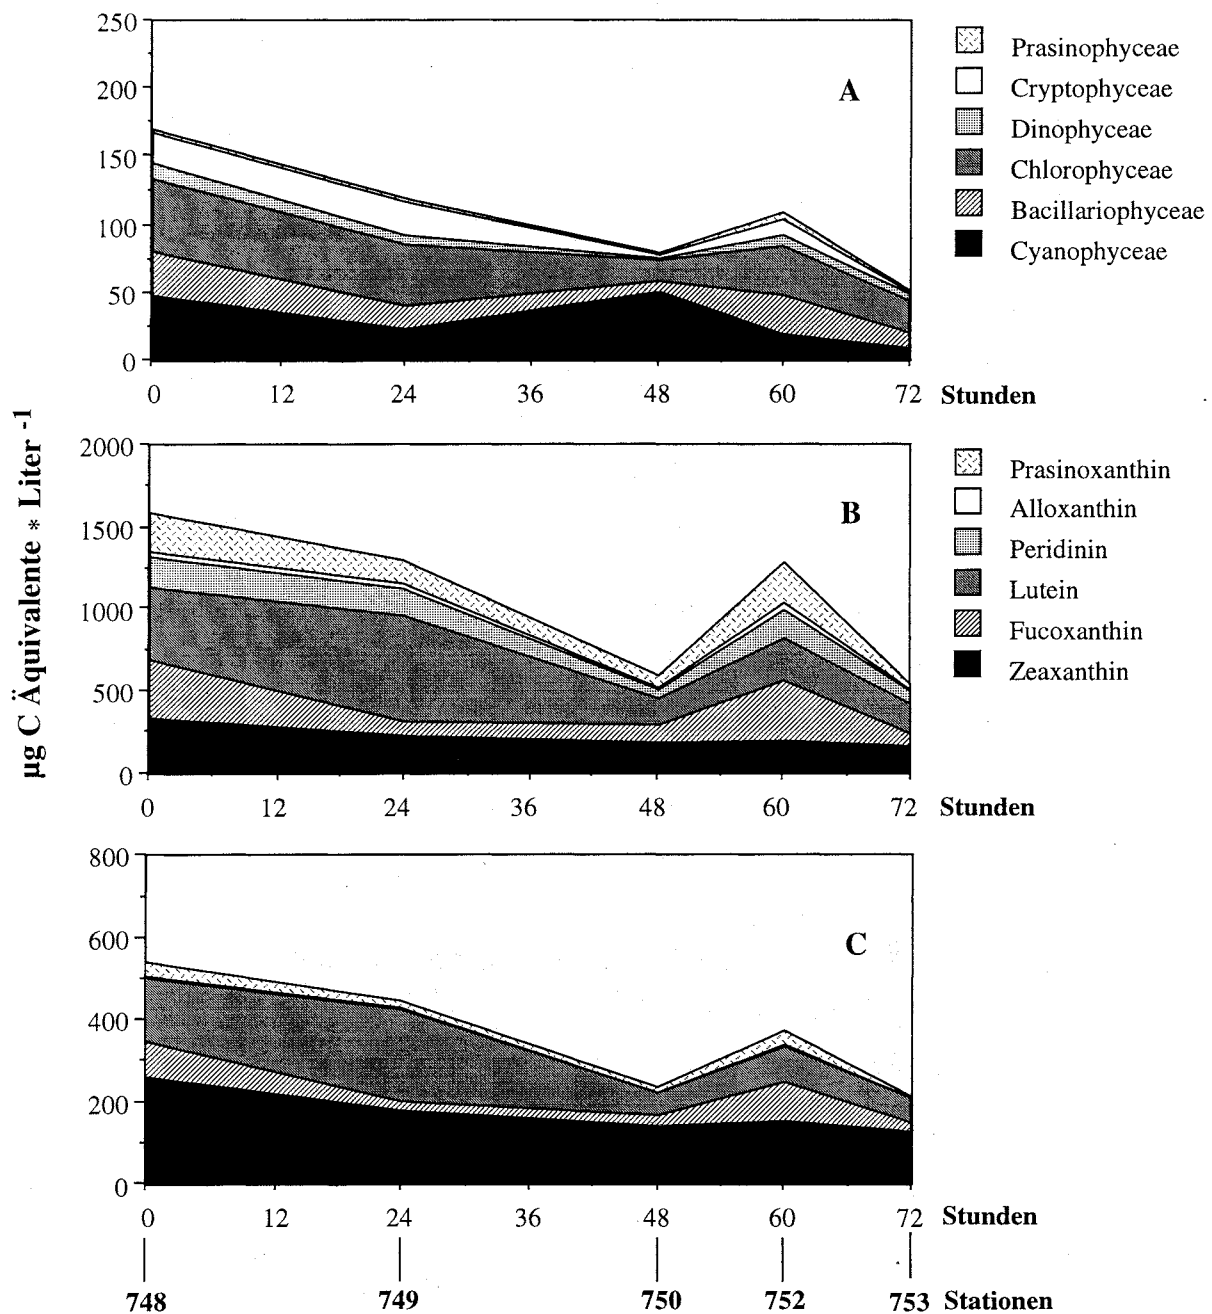 µg C Äquivalente * Liter -1
250
200
150
100
50
0
A
0 12 24 36 48 60 72 Stunden
Prasinophyceae
Cryptophyceae
Dinophyceae
Chlorophyceae
Bacillariophyceae
Cyanophyceae
2000
1500
1000
500
0
B
0 12 24 36 48 60 72 Stunden
Prasinoxanthin
Alloxanthin
Peridinin
Lutein
Fucoxanthin
Zeaxanthin
800
600
400
200
0
C
0 12 24 36 48 60 72 Stunden
748 749 750 752 753 Stationen